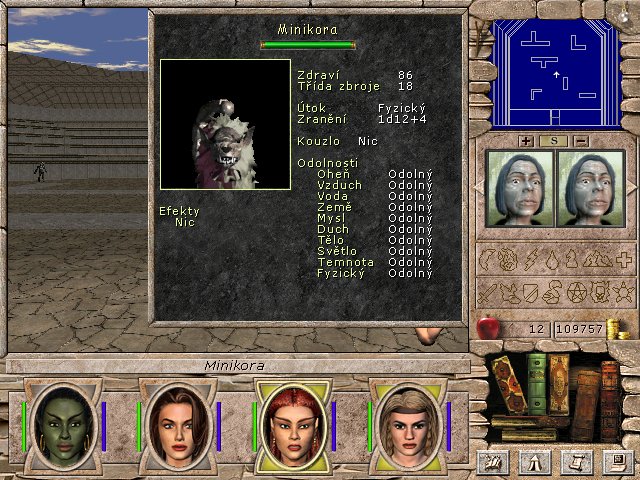 Minikora
Zdraví 86
Třída zbroje 18
Útok Fyzický
Zranění 1d12+4
Kouzlo Nic
Odolnosti
Oheň Odolný
Vzduch Odolný
Voda Odolný
Země Odolný
Mysl Odolný
Duch Odolný
Tělo Odolný
Světlo Odolný
Temnota Odolný
Fyzický Odolný
Efekty
Nic
+ S −
12 109757
Minikora